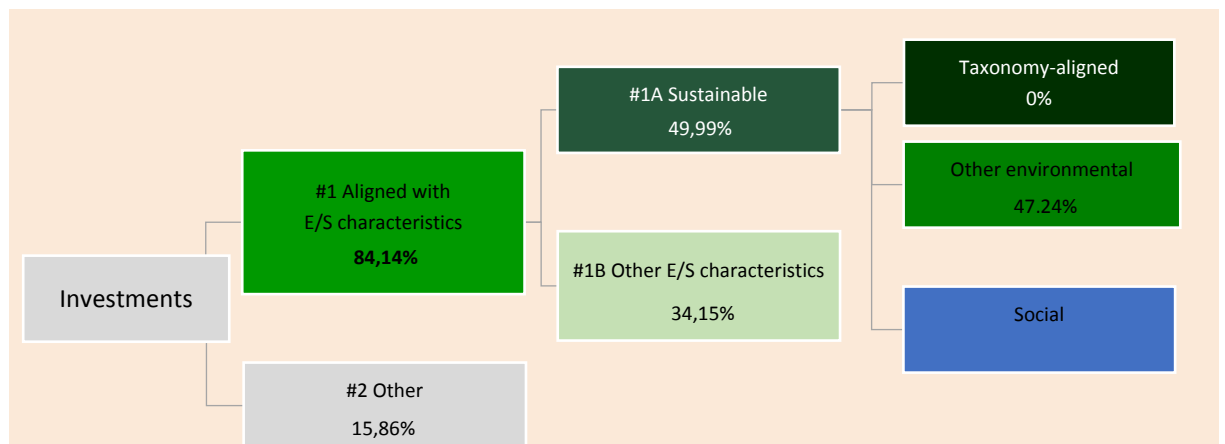 Investments
#1 Aligned with
E/S characteristics
84,14%
#2 Other
15,86%
#1A Sustainable
49,99%
#1B Other E/S characteristics
34,15%
Taxonomy-aligned
0%
Other environmental
47.24%
Social